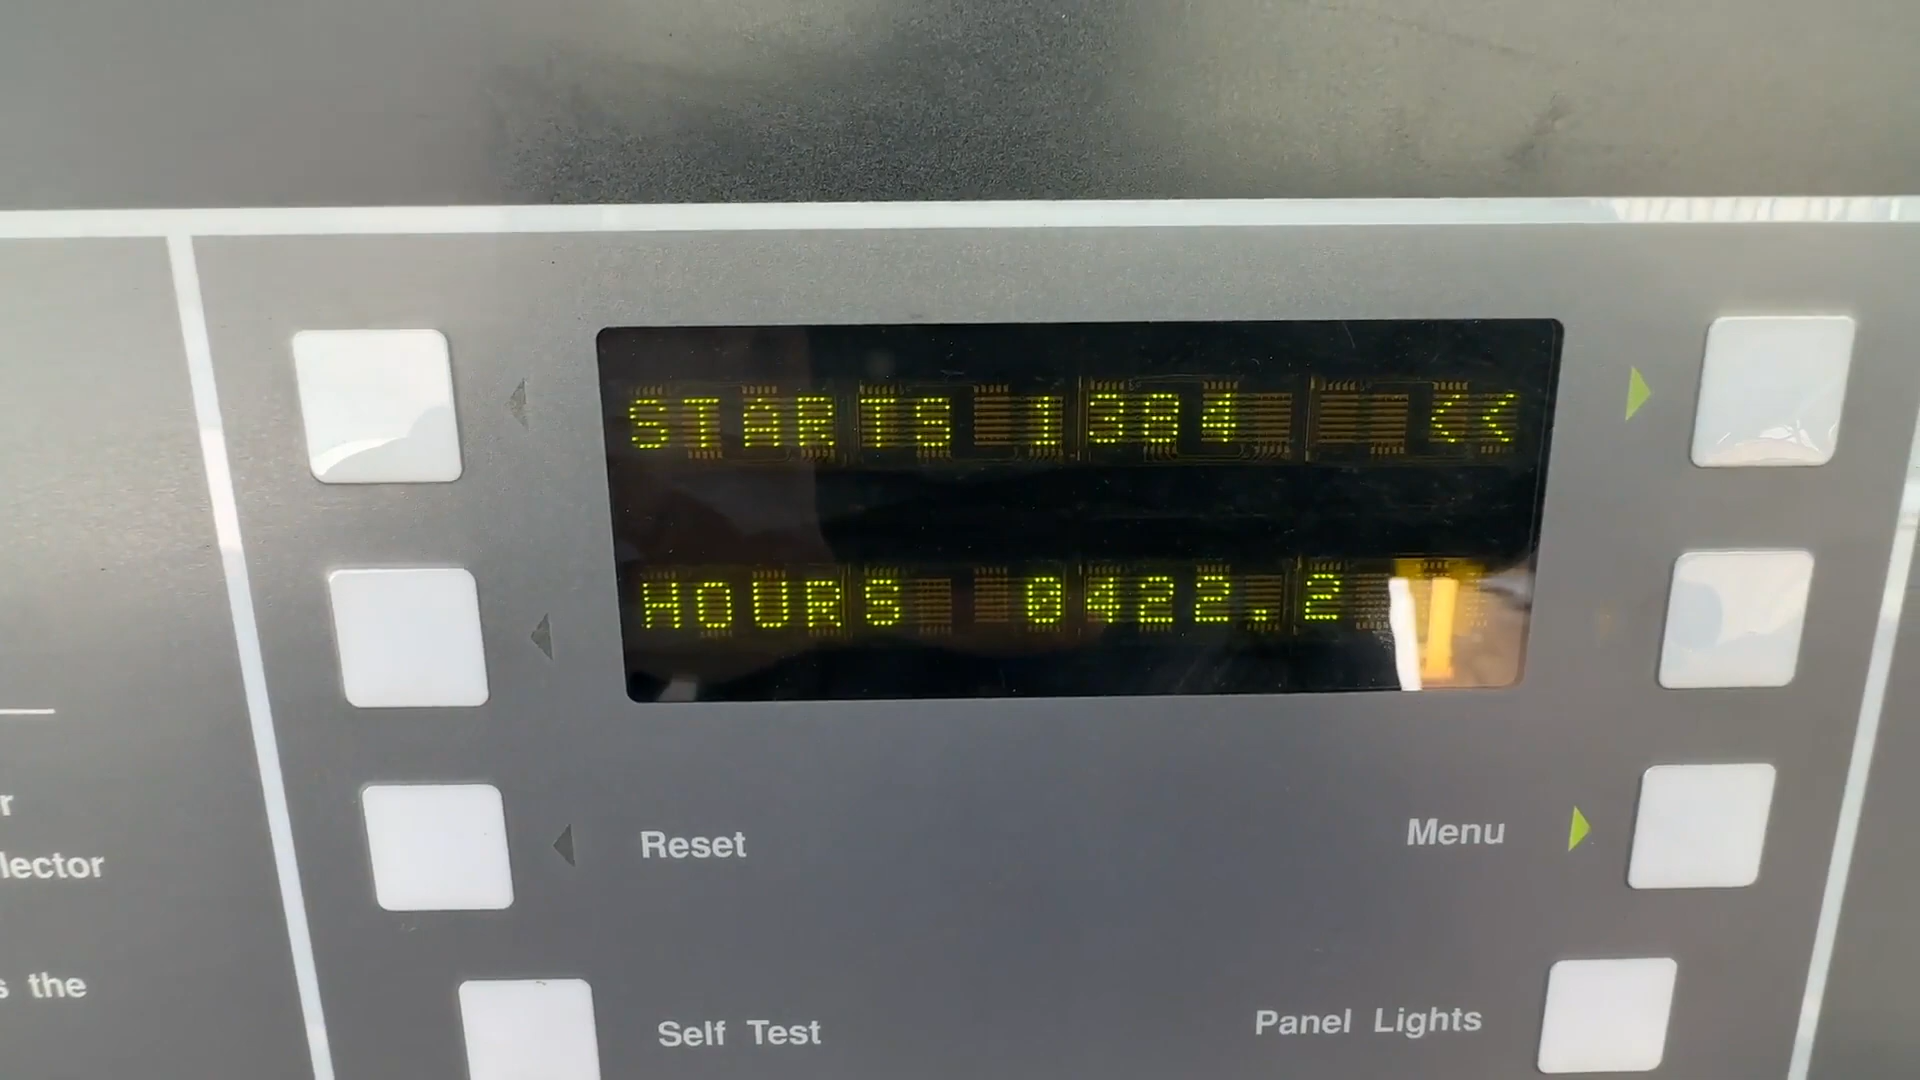 STARTS 1384 <<
HOURS 0422.2
Reset
Menu
Self Test
Panel Lights
r
lector
s the